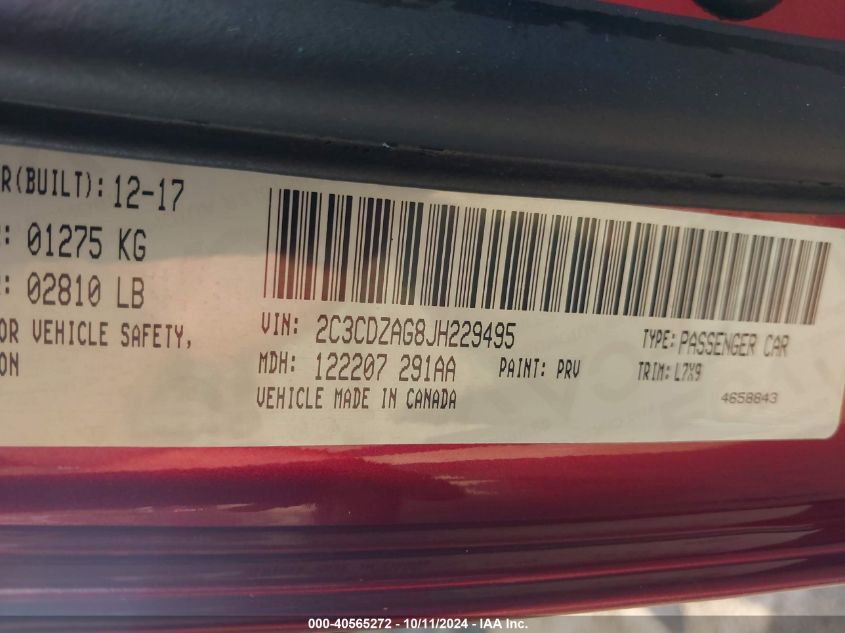 R(BUILT): 12-17
: 01275 KG
: 02810 LB
OR VEHICLE SAFETY,
ON
VIN: 2C3CDZAG8JH229495
TYPE: PASSENGER CAR
MDH: 122207 291AA
PAINT: PRV
TRIM: L7X9
VEHICLE MADE IN CANADA
4658843
000-40565272 - 10/11/2024 - IAA Inc.